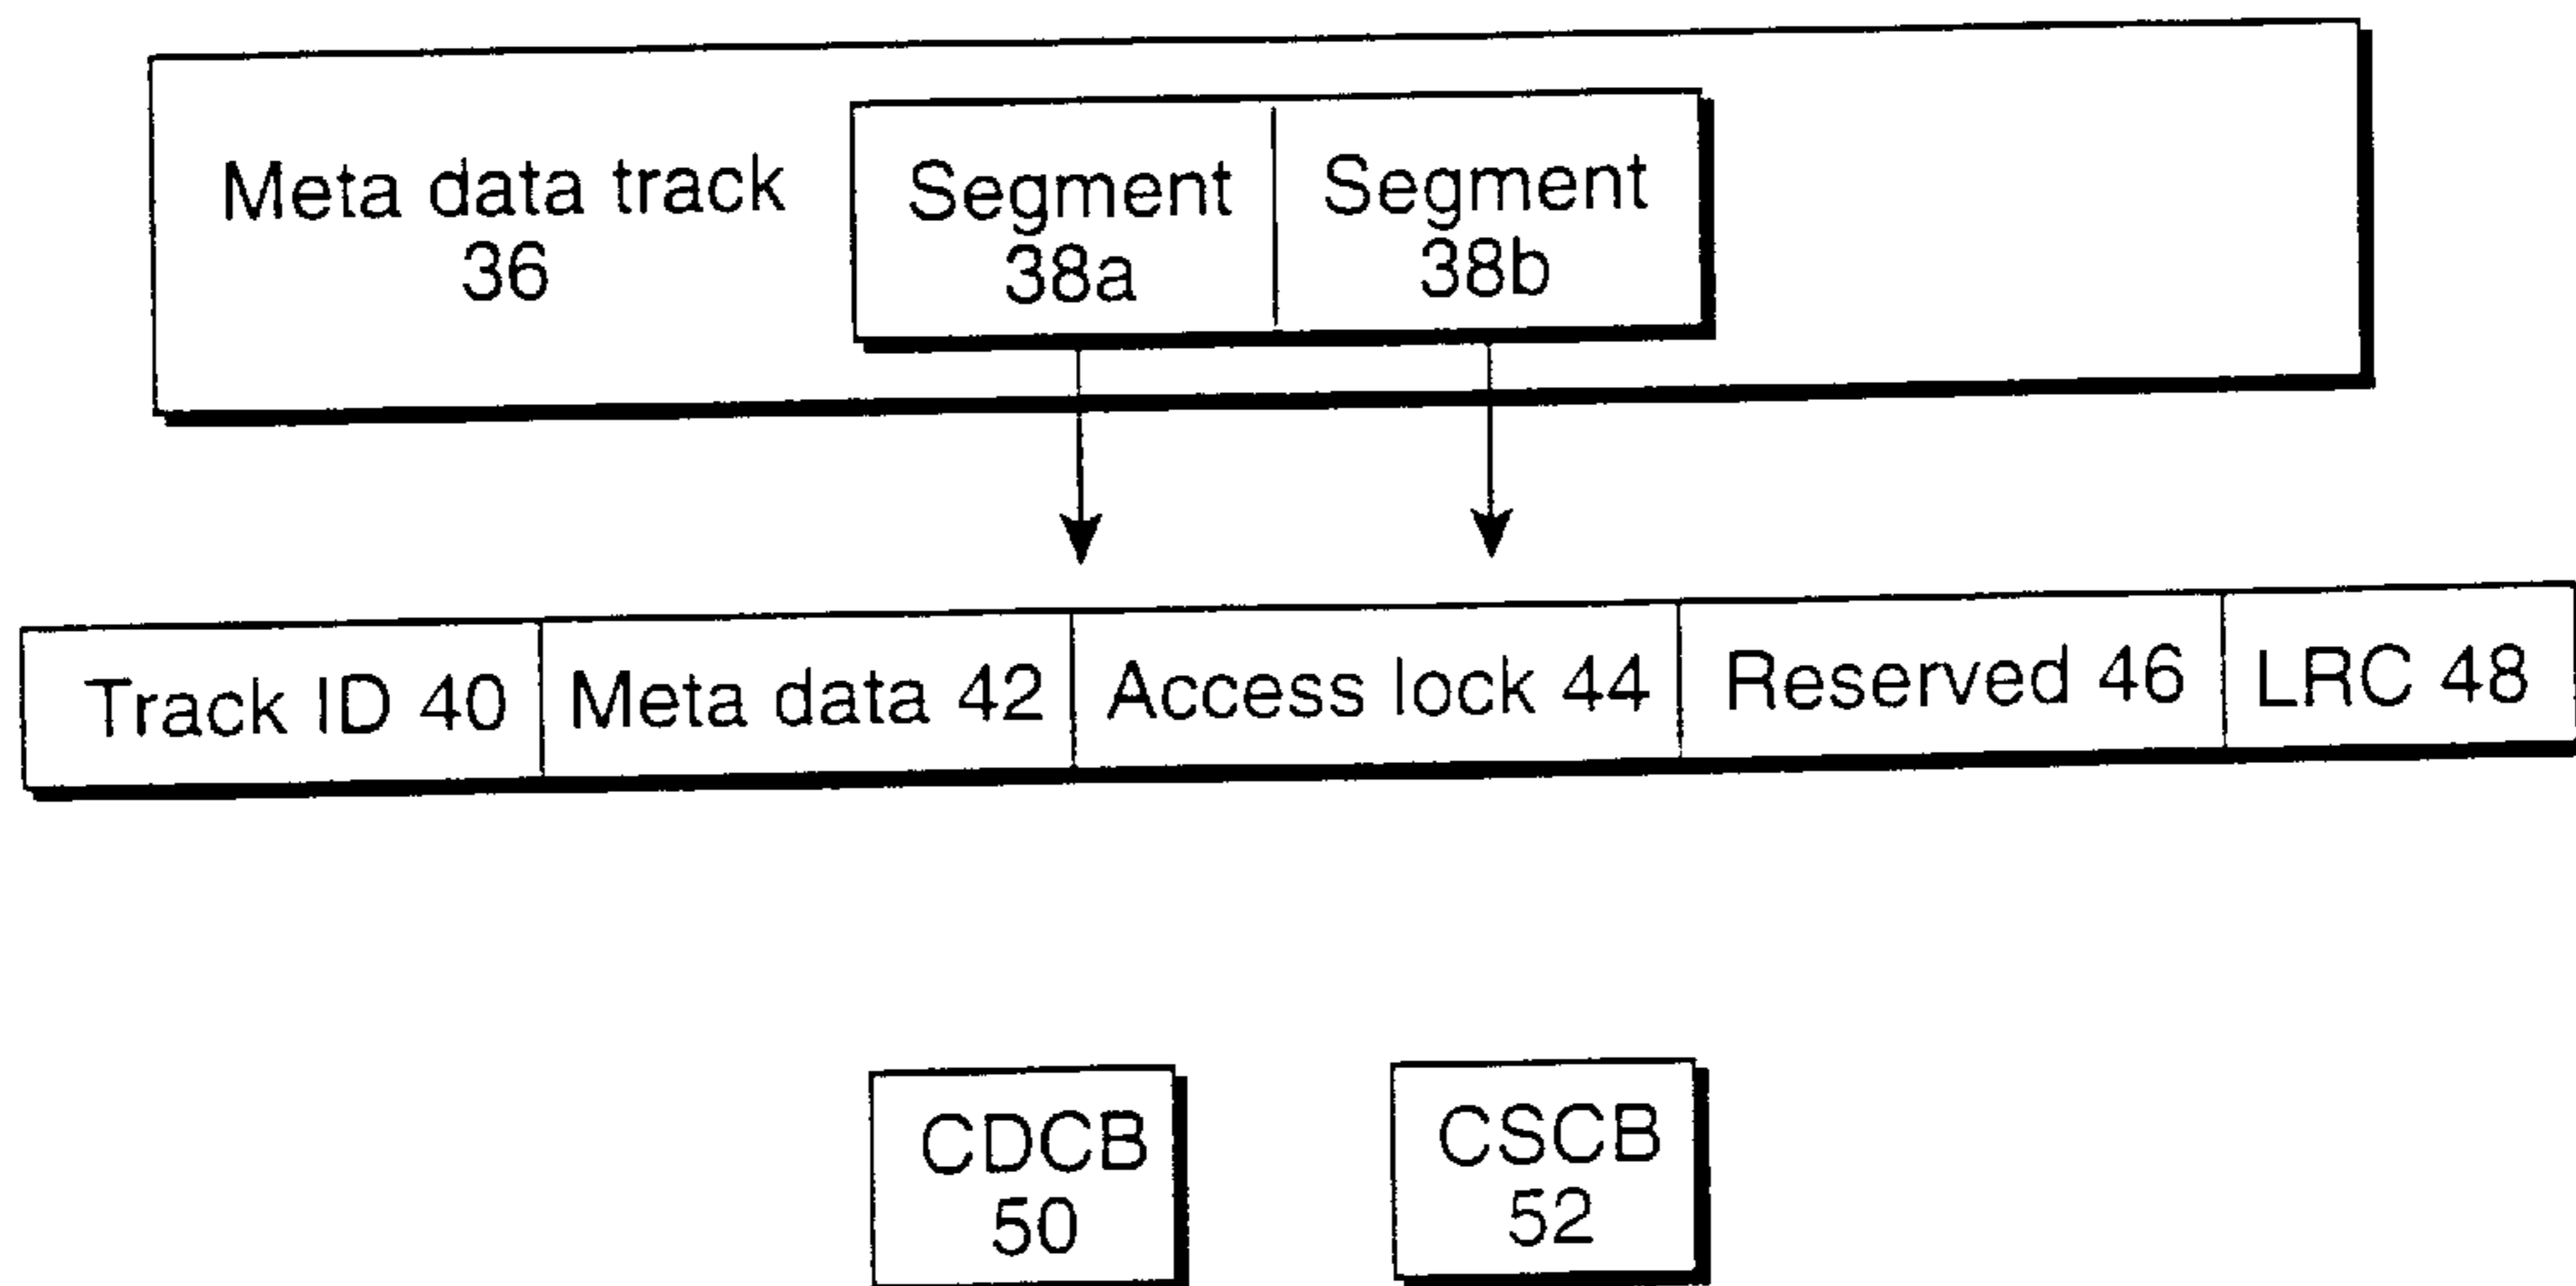 Meta data track
36
Segment
38a
Segment
38b
Track ID 40
Meta data 42
Access lock 44
Reserved 46
LRC 48
CDCB
50
CSCB
52